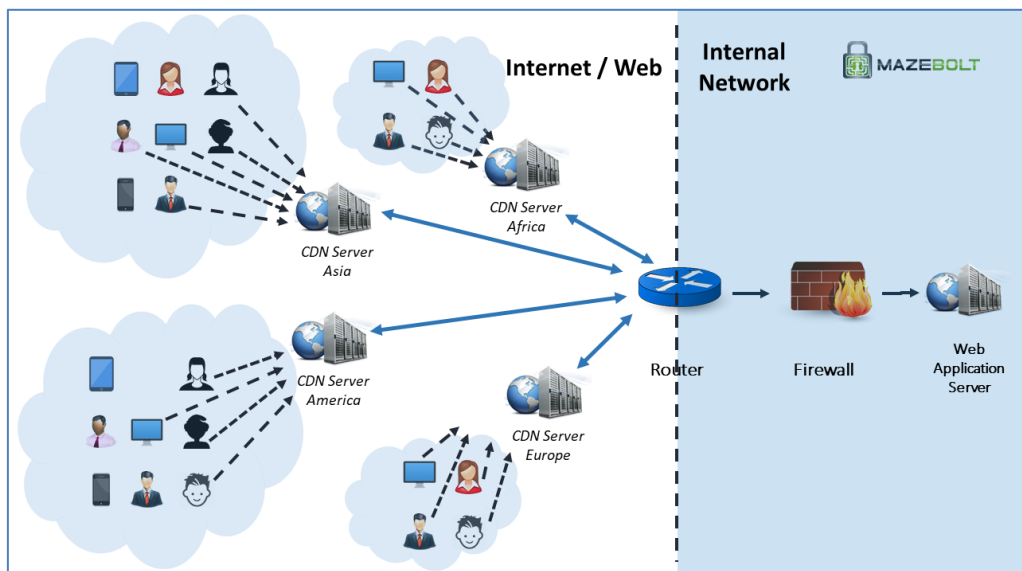 Internet / Web
Internal
Network
MAZEBOLT
CDN Server
Asia
CDN Server
Africa
CDN Server
America
CDN Server
Europe
Router
Firewall
Web
Application
Server